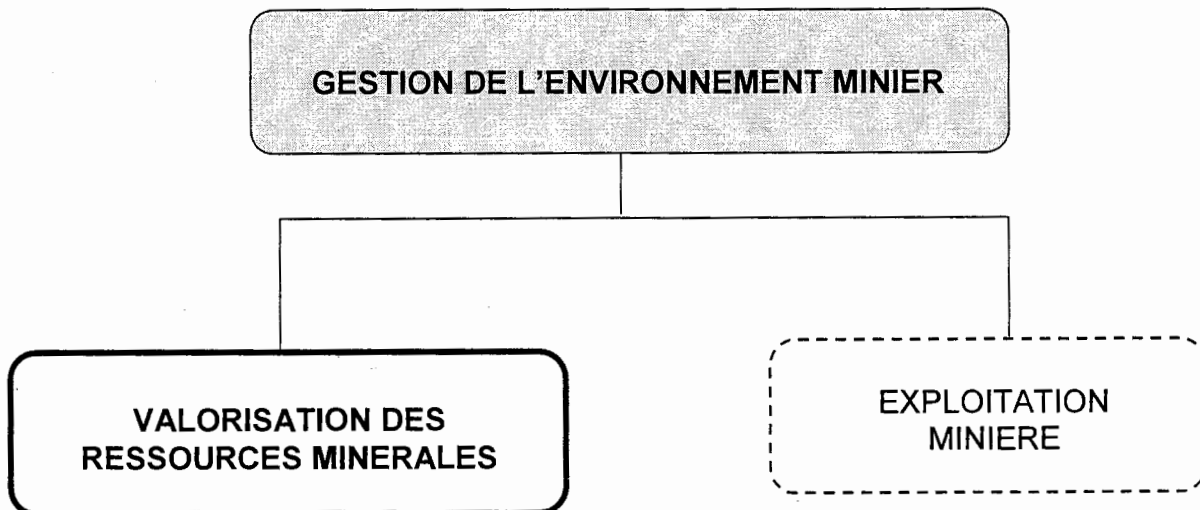 GESTION DE L'ENVIRONNEMENT MINIER
VALORISATION DES
RESSOURCES MINERALES
EXPLOITATION
MINIERE